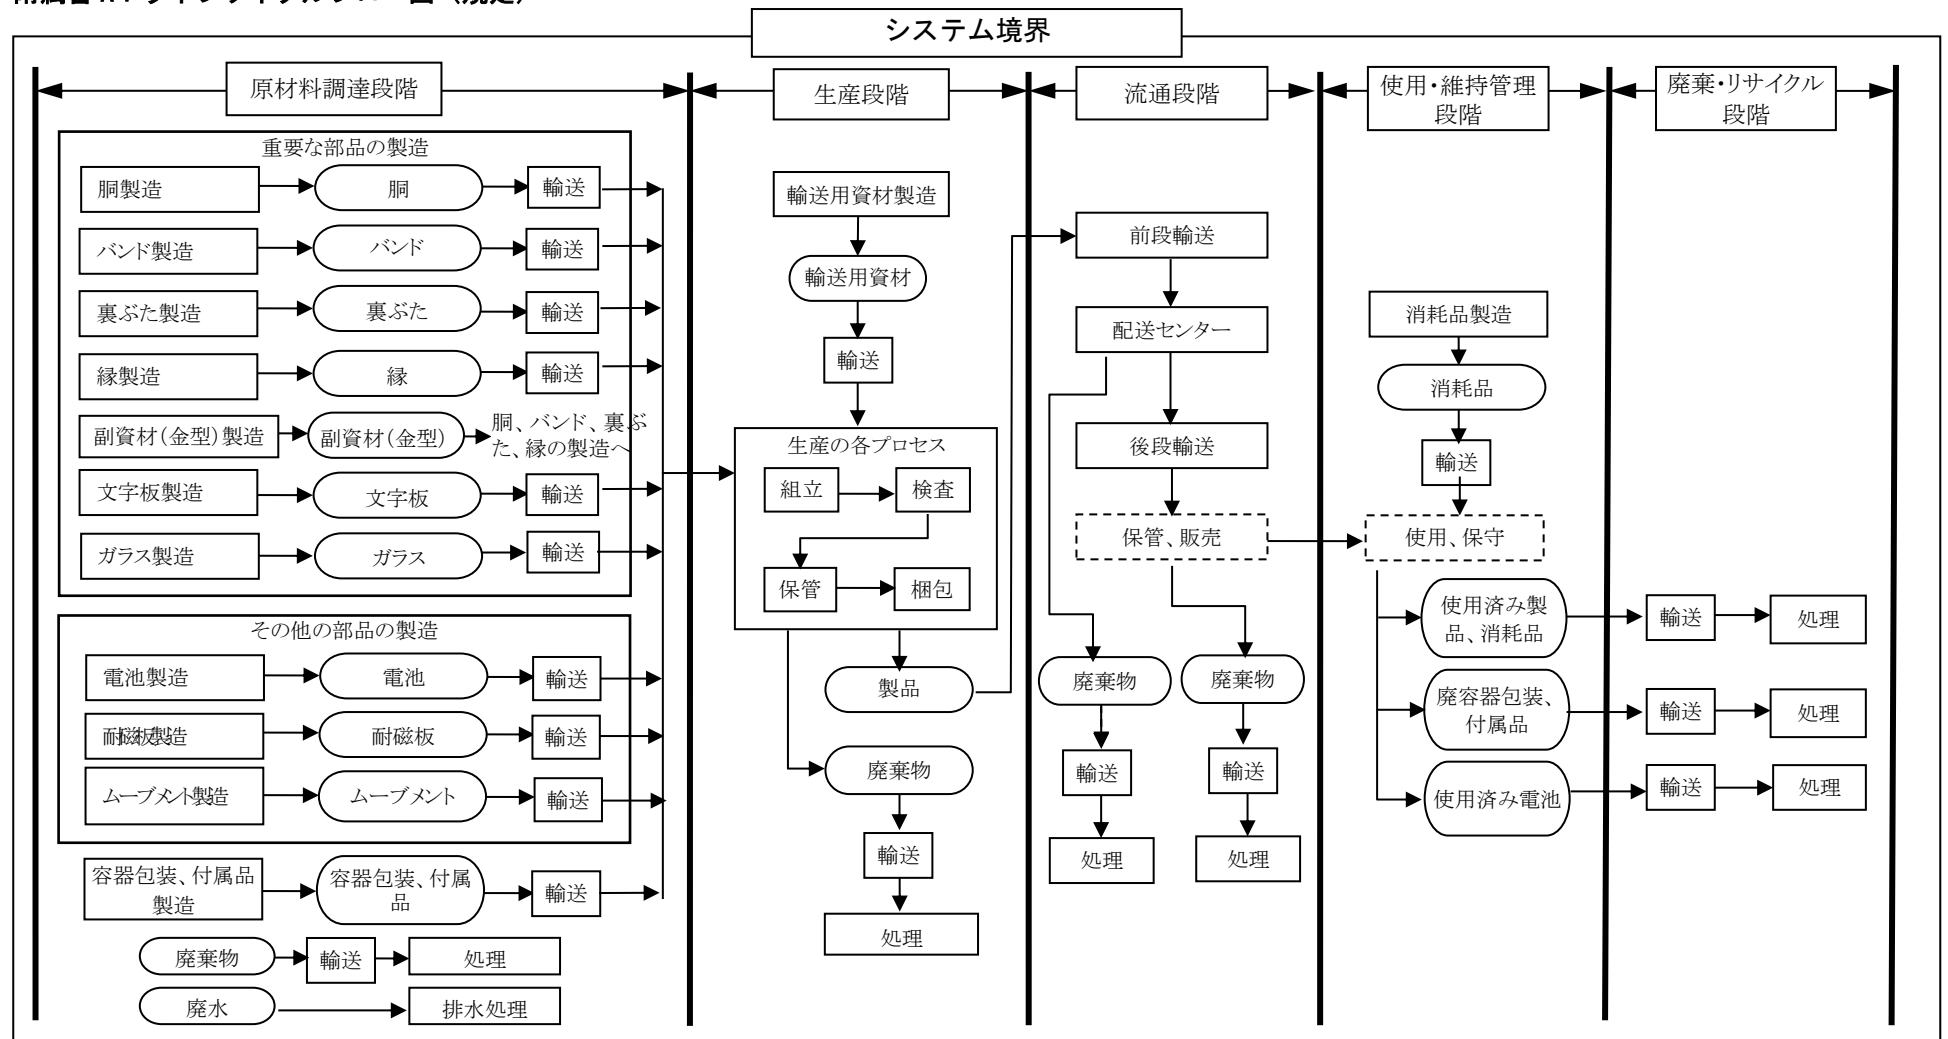 システム境界
原材料調達段階
重要な部品の製造
胴製造
胴
輸送
バンド製造
バンド
輸送
裏ぶた製造
裏ぶた
輸送
縁製造
縁
輸送
副資材(金型)製造
副資材(金型)
胴、バンド、裏ぶ
た、縁の製造へ
文字板製造
文字板
輸送
ガラス製造
ガラス
輸送
その他の部品の製造
電池製造
電池
輸送
耐磁板製造
耐磁板
輸送
ムーブメント製造
ムーブメント
輸送
容器包装、付属品
製造
容器包装、付属
品
輸送
廃棄物
輸送
処理
廃水
排水処理
生産段階
輸送用資材製造
輸送用資材
輸送
生産の各プロセス
組立
検査
保管
梱包
製品
廃棄物
輸送
処理
流通段階
前段輸送
配送センター
後段輸送
保管、販売
廃棄物
輸送
処理
廃棄物
輸送
処理
使用・維持管理
段階
消耗品製造
消耗品
輸送
使用、保守
使用済み製
品、消耗品
廃容器包装、
付属品
使用済み電池
廃棄・リサイクル
段階
輸送
処理
輸送
処理
輸送
処理